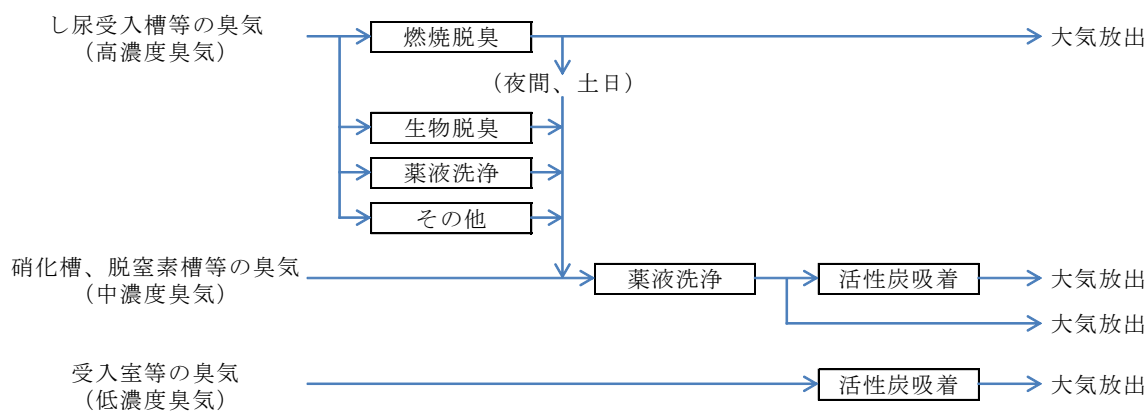 し尿受入槽等の臭気
（高濃度臭気）
燃焼脱臭
大気放出
（夜間、土日）
生物脱臭
薬液洗浄
その他
硝化槽、脱窒素槽等の臭気
（中濃度臭気）
薬液洗浄
活性炭吸着
大気放出
大気放出
受入室等の臭気
（低濃度臭気）
活性炭吸着
大気放出